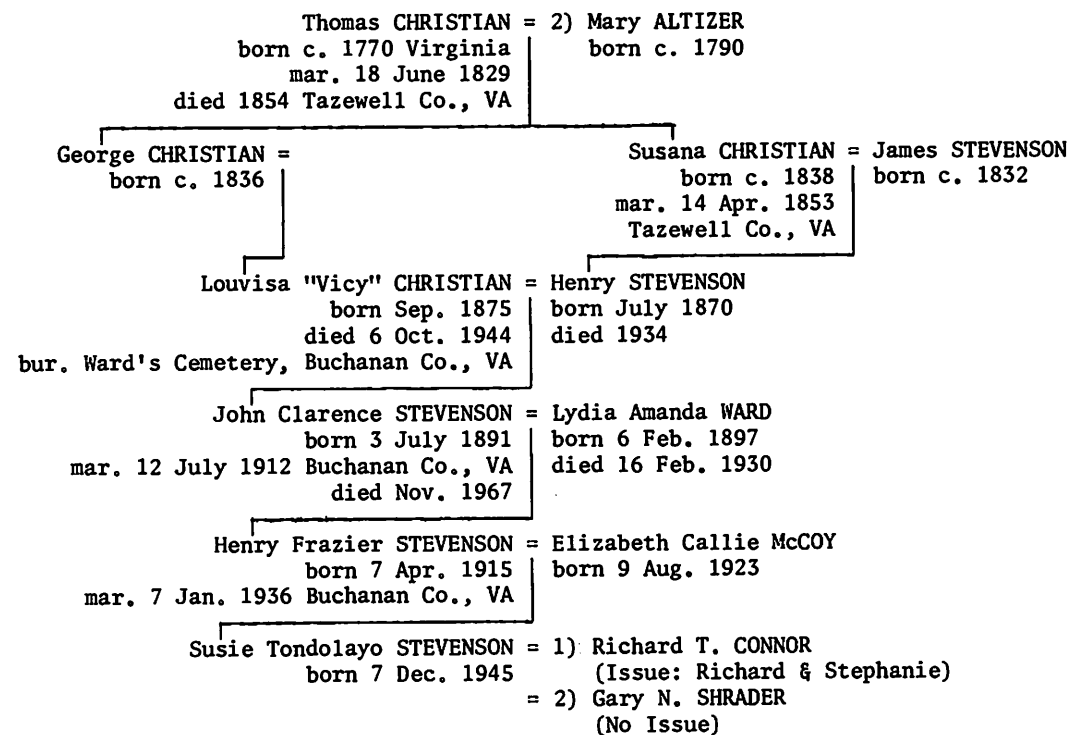 Thomas CHRISTIAN = 2) Mary ALTIZER
born c. 1770 Virginia born c. 1790
mar. 18 June 1829
died 1854 Tazewell Co., VA
George CHRISTIAN = Susana CHRISTIAN = James STEVENSON
born c. 1836 born c. 1838 born c. 1832
mar. 14 Apr. 1853
Tazewell Co., VA
Louvisa "Vicy" CHRISTIAN = Henry STEVENSON
born Sep. 1875 born July 1870
died 6 Oct. 1944 died 1934
bur. Ward's Cemetery, Buchanan Co., VA
John Clarence STEVENSON = Lydia Amanda WARD
born 3 July 1891 born 6 Feb. 1897
mar. 12 July 1912 Buchanan Co., VA died 16 Feb. 1930
died Nov. 1967
Henry Frazier STEVENSON = Elizabeth Callie McCOY
born 7 Apr. 1915 born 9 Aug. 1923
mar. 7 Jan. 1936 Buchanan Co., VA
Susie Tondolayo STEVENSON = 1) Richard T. CONNOR
born 7 Dec. 1945 (Issue: Richard & Stephanie)
= 2) Gary N. SHRADER
(No Issue)